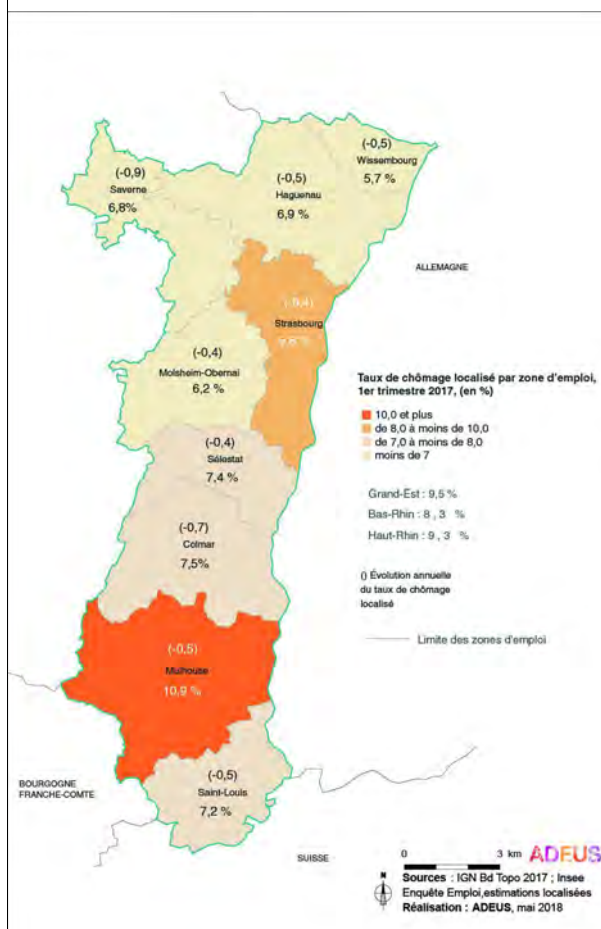 (-0,5)
Wissembourg
5,7 %
(-0,9)
Saverne
6,8%
(-0,5)
Haguenau
6,9 %
ALLEMAGNE
(-0,4)
Strasbourg
(-0,4)
Molsheim-Obernai
6,2 %
Taux de chômage localisé par zone d'emploi,
1er trimestre 2017, (en %)
10,0 et plus
de 8,0 à moins de 10,0
de 7,0 à moins de 8,0
moins de 7
Grand-Est : 9,5 %
Bas-Rhin : 8 , 3 %
Haut-Rhin : 9 , 3 %
() Évolution annuelle
du taux de chômage
localisé
Limite des zones d'emploi
(-0,4)
Sélestat
7,4 %
(-0,7)
Colmar
7,5%
(-0,5)
Mulhouse
10,9 %
BOURGOGNE
FRANCHE-COMTE
(-0,5)
Saint-Louis
7,2 %
SUISSE
0 3 km
ADEUS
N
Sources : IGN Bd Topo 2017 ; Insee
Enquête Emploi,estimations localisées
Réalisation : ADEUS, mai 2018